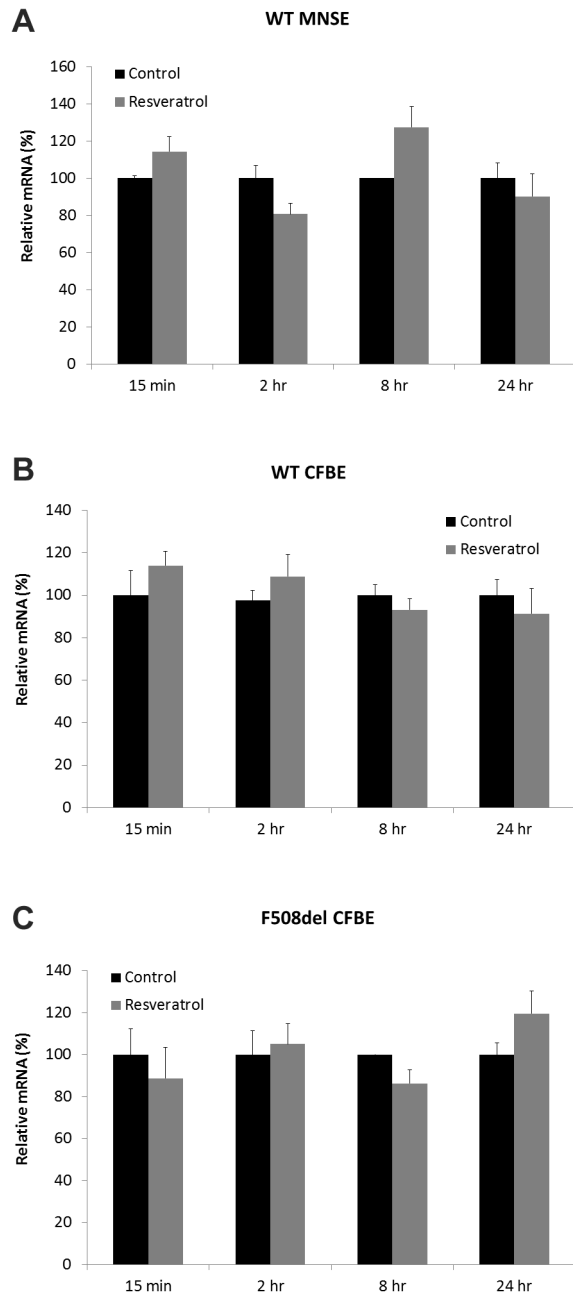 A
WT MNSE
Relative mRNA (%)
160
140
120
100
80
60
40
20
0
Control
Resveratrol
15 min 2 hr 8 hr 24 hr
B
WT CFBE
Relative mRNA (%)
140
120
100
80
60
40
20
0
Control
Resveratrol
15 min 2 hr 8 hr 24 hr
C
F508del CFBE
Relative mRNA (%)
140
120
100
80
60
40
20
0
Control
Resveratrol
15 min 2 hr 8 hr 24 hr